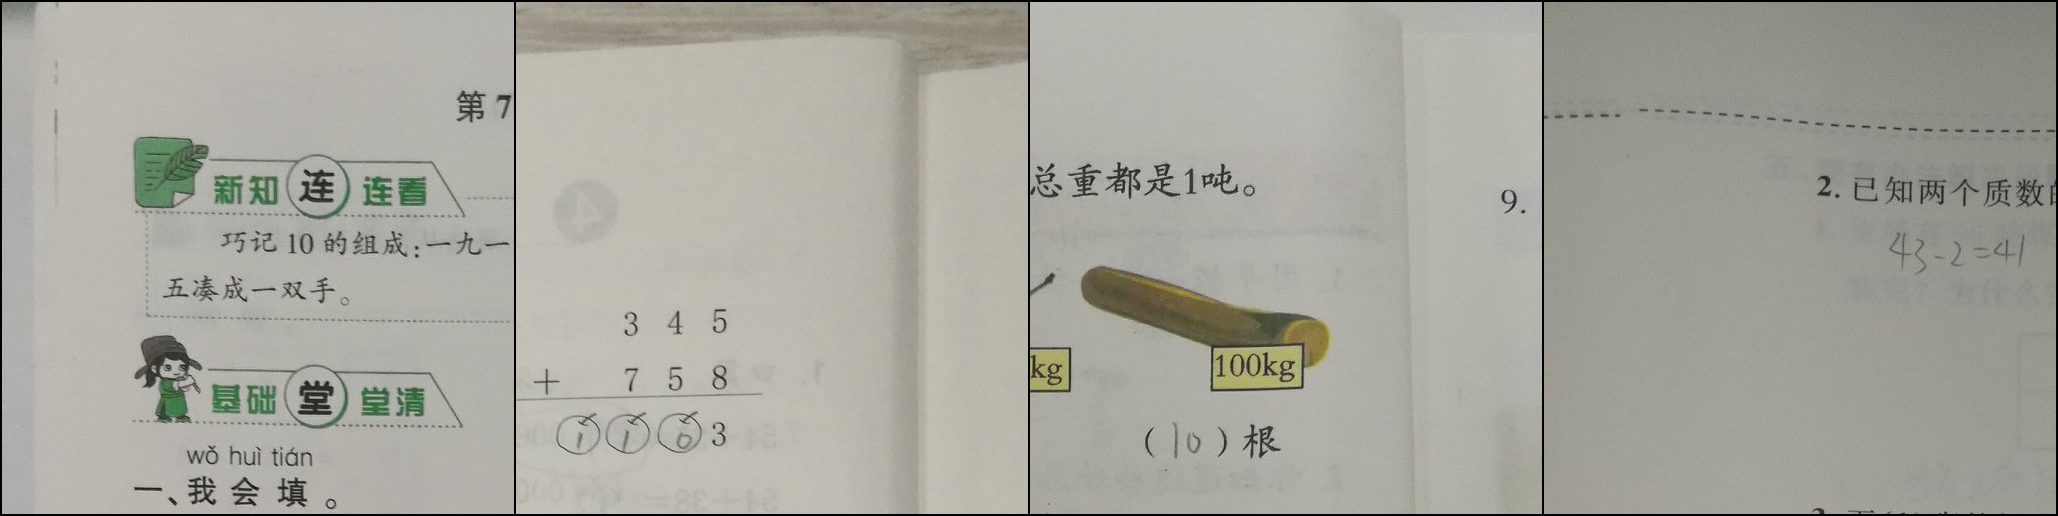 第7
新知连连看
巧记10的组成:一九一
五凑成一双手。
基础堂堂清
wǒ huì tián
一、我会填。
4
3 4 5
+ 7 5 8
1 1 0 3
总重都是1吨。
9.
kg
100kg
(10)根
2.已知两个质数的
43-2=41